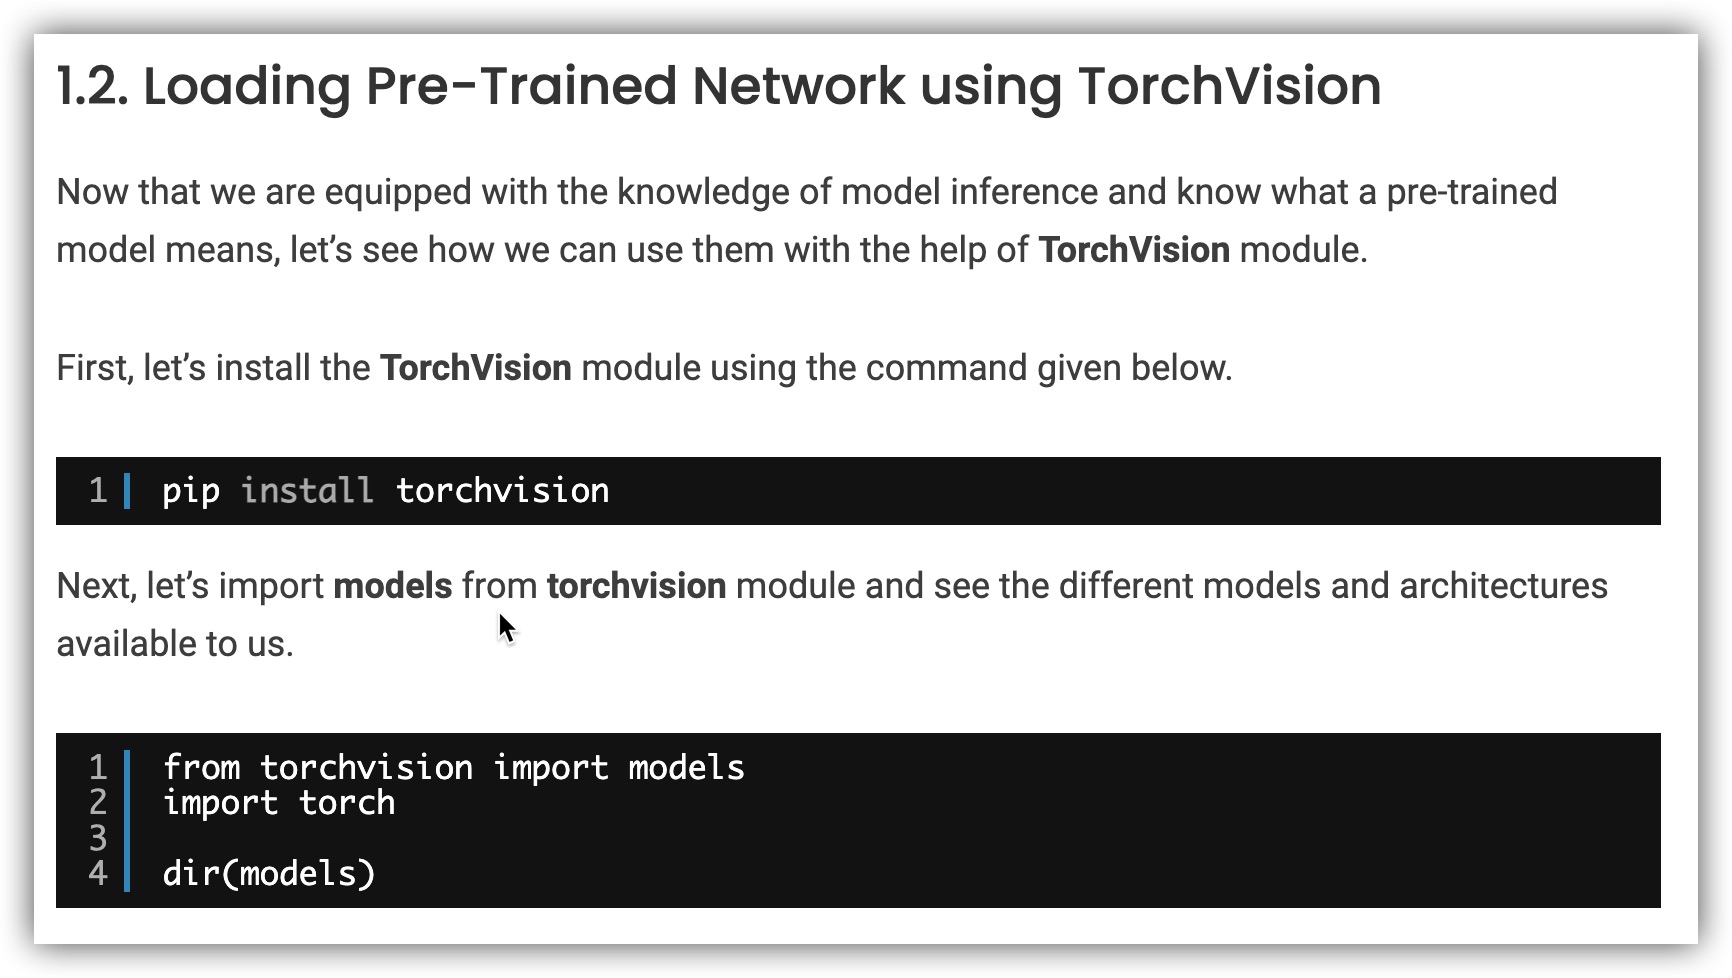 1.2. Loading Pre-Trained Network using TorchVision
Now that we are equipped with the knowledge of model inference and know what a pre-trained
model means, let’s see how we can use them with the help of TorchVision module.
First, let’s install the TorchVision module using the command given below.
1 pip install torchvision
Next, let’s import models from torchvision module and see the different models and architectures
available to us.
1 from torchvision import models
2 import torch
3
4 dir(models)